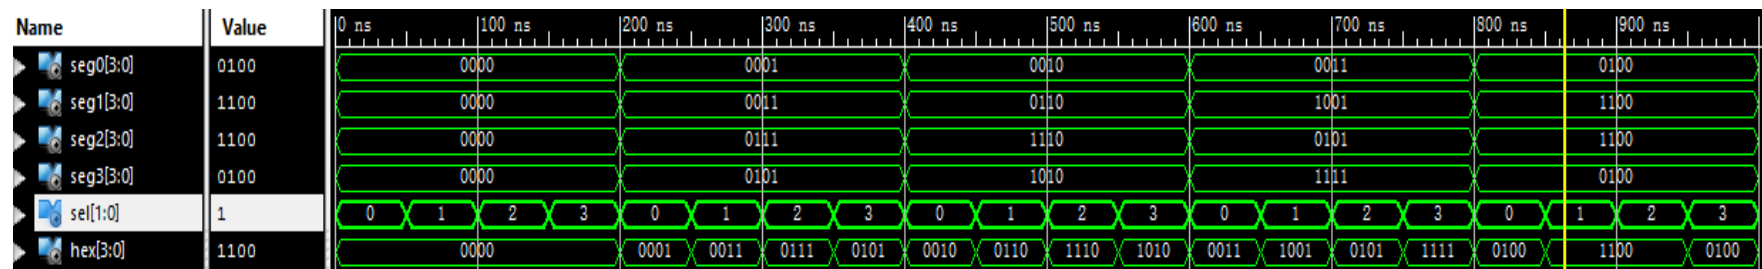 Name Value 0 ns 100 ns 200 ns 300 ns 400 ns 500 ns 600 ns 700 ns 800 ns 900 ns
seg0[3:0] 0100 0000 0001 0010 0011 0100
seg1[3:0] 1100 0000 0011 0110 1001 1100
seg2[3:0] 1100 0000 0111 1110 0101 1100
seg3[3:0] 0100 0000 0101 1010 1111 0100
sel[1:0] 1 0 1 2 3 0 1 2 3 0 1 2 3 0 1 2 3 0 1 2 3
hex[3:0] 1100 0000 0001 0011 0111 0101 0010 0110 1110 1010 0011 1001 0101 1111 0100 1100 0100